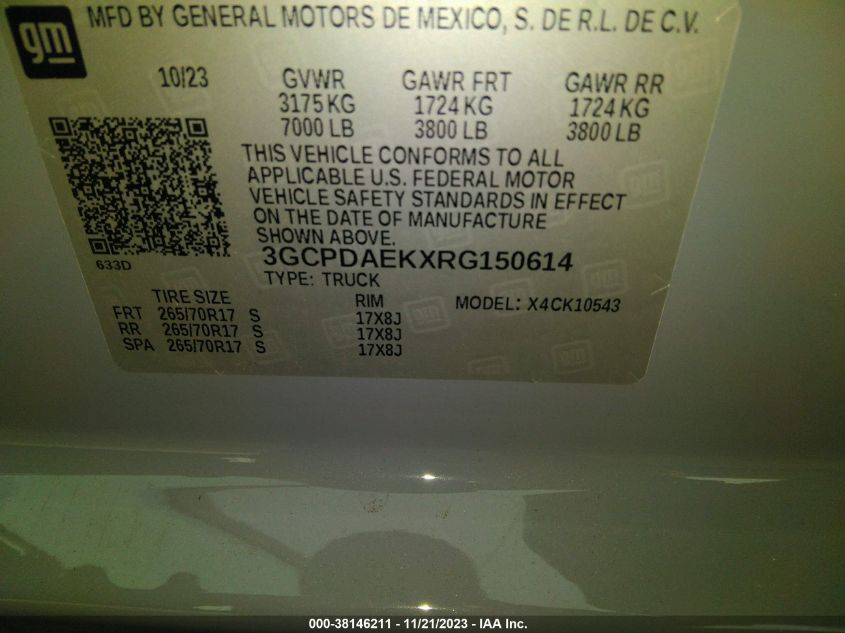 gm
MFD BY GENERAL MOTORS DE MEXICO, S. DE R.L. DE C.V.
10/23 GVWR GAWR FRT GAWR RR
3175 KG 1724 KG 1724 KG
7000 LB 3800 LB 3800 LB
THIS VEHICLE CONFORMS TO ALL
APPLICABLE U.S. FEDERAL MOTOR
VEHICLE SAFETY STANDARDS IN EFFECT
ON THE DATE OF MANUFACTURE
SHOWN ABOVE.
633D
3GCPDAEKXRG150614
TYPE: TRUCK
TIRE SIZE RIM MODEL: X4CK10543
FRT 265/70R17 S 17X8J
RR 265/70R17 S 17X8J
SPA 265/70R17 S 17X8J
000-38146211 - 11/21/2023 - IAA Inc.